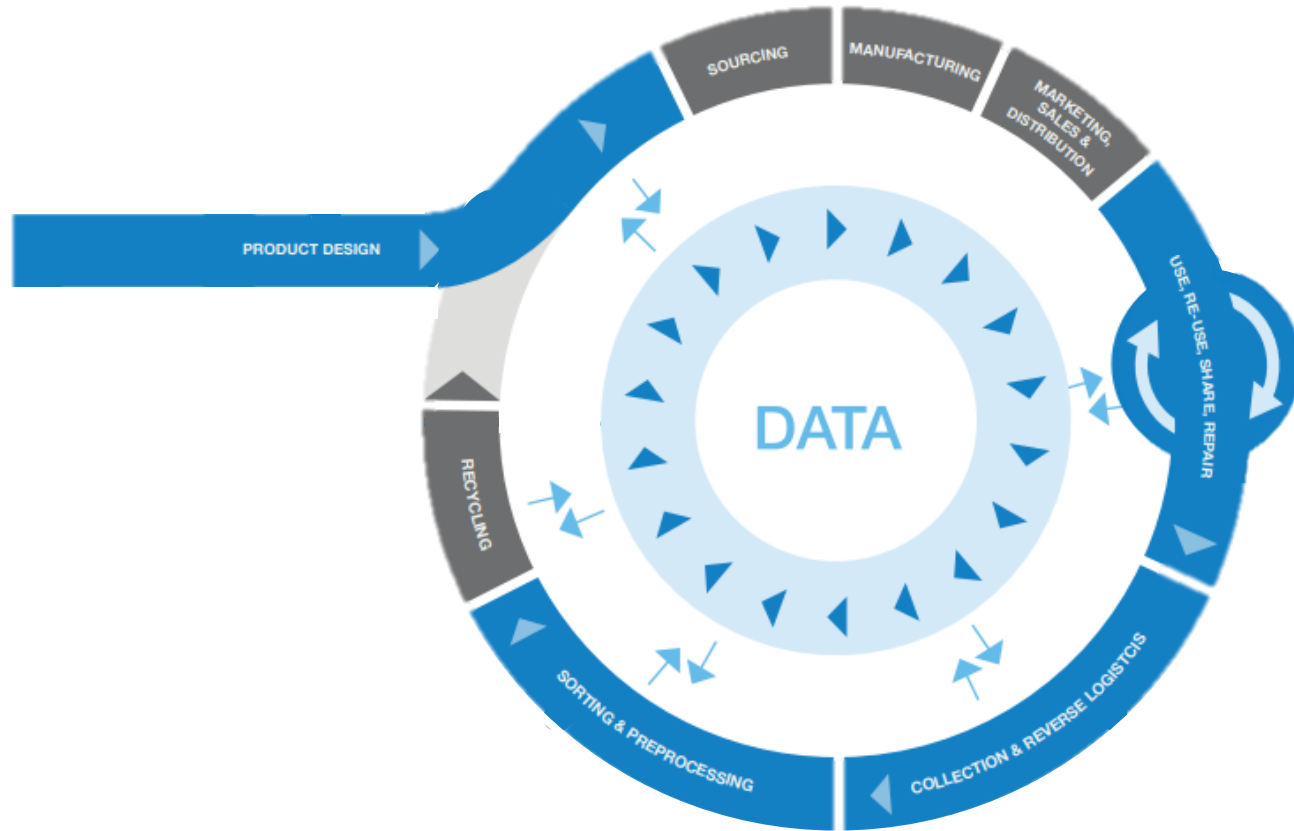 PRODUCT DESIGN
SOURCING
MANUFACTURING
MARKETING,
SALES &
DISTRIBUTION
USE, RE-USE, SHARE, REPAIR
COLLECTION & REVERSE LOGISTCIS
SORTING & PREPROCESSING
RECYCLING
DATA